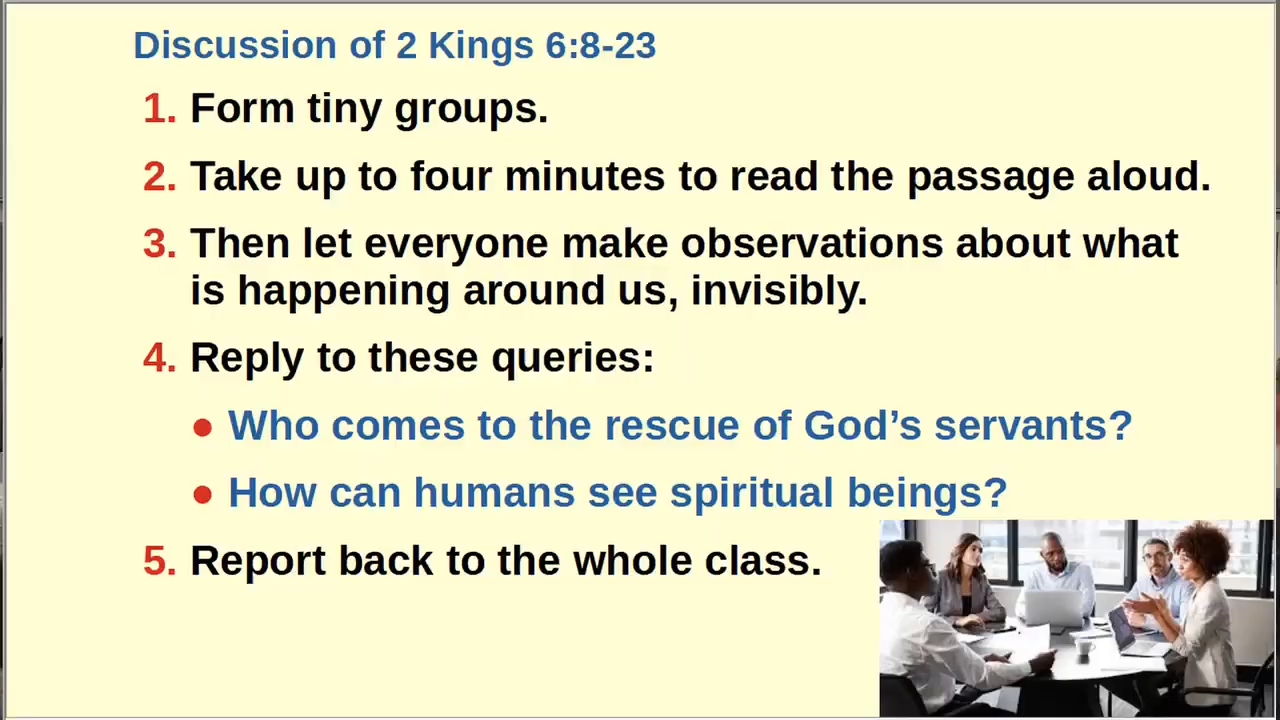 Discussion of 2 Kings 6:8-23
1. Form tiny groups.
2. Take up to four minutes to read the passage aloud.
3. Then let everyone make observations about what
is happening around us, invisibly.
4. Reply to these queries:
● Who comes to the rescue of God’s servants?
● How can humans see spiritual beings?
5. Report back to the whole class.